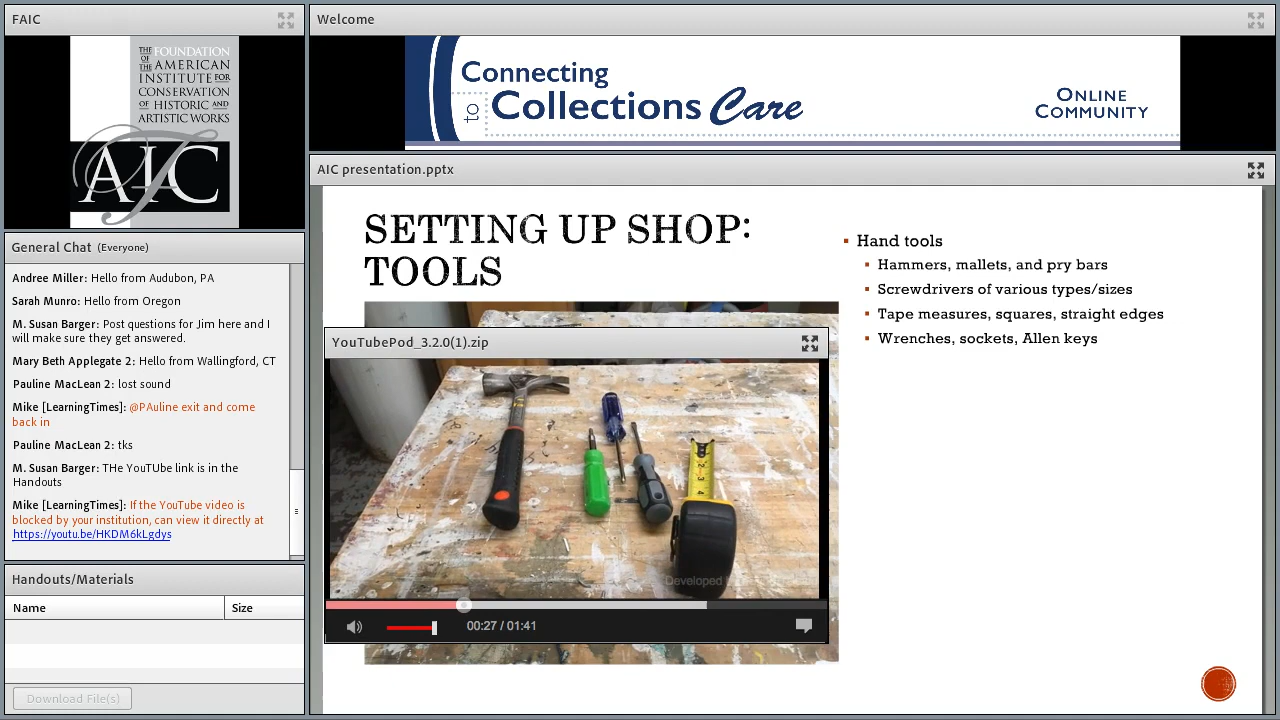 FAIC
THE FOUNDATION
OF THE AMERICAN
INSTITUTE FOR
CONSERVATION
OF HISTORIC AND
ARTISTIC WORKS
AIC
General Chat (Everyone)
Andree Miller: Hello from Audubon, PA
Sarah Munro: Hello from Oregon
M. Susan Barger: Post questions for Jim here and I
will make sure they get answered.
Mary Beth Applegate 2: Hello from Wallingford, CT
Pauline MacLean 2: lost sound
Mike [LearningTimes]: @PAuline exit and come
back in
Pauline MacLean 2: tks
M. Susan Barger: THe YouTUbe link is in the
Handouts
Mike [LearningTimes]: If the YouTube video is
blocked by your institution, can view it directly at
https://youtu.be/HKDM6kLgdys
Handouts/Materials
Name Size
Download File(s)
Welcome
Connecting
to Collections Care
ONLINE
COMMUNITY
AIC presentation.pptx
SETTING UP SHOP:
TOOLS
YouTubePod_3.2.0(1).zip
Developed
00:27 / 01:41
Hand tools
Hammers, mallets, and pry bars
Screwdrivers of various types/sizes
Tape measures, squares, straight edges
Wrenches, sockets, Allen keys